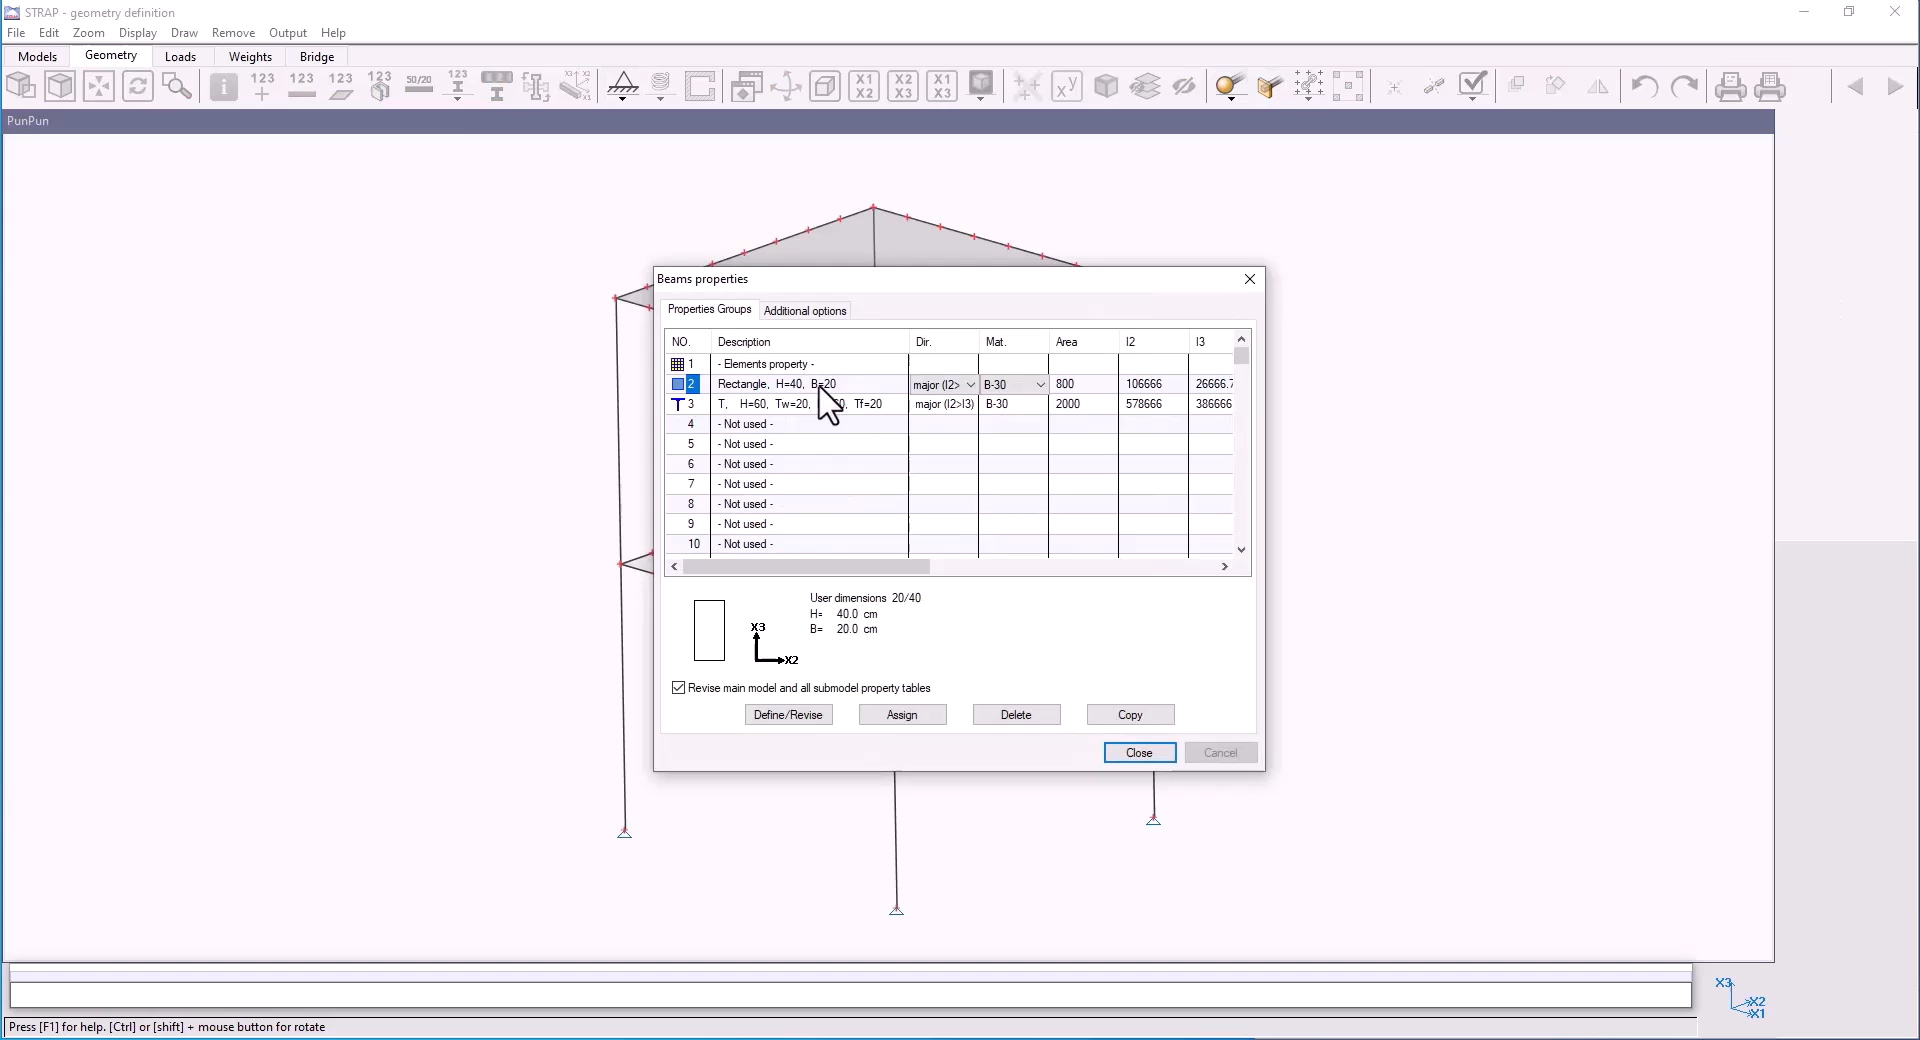 STRAP - geometry definition
File Edit Zoom Display Draw Remove Output Help
Models Geometry Loads Weights Bridge
123 123 123 123 50/20 123 X1 X2 X2 X3 X1 X3 xy
PunPun
Beams properties
Properties Groups Additional options
NO. Description Dir. Mat. Area I2 I3
1 - Elements property -
2 Rectangle, H=40, B=20 major (I2> B-30 800 106666 26666.7
3 T, H=60, Tw=20, Tf=20 major (I2>I3) B-30 2000 578666 386666
4 - Not used -
5 - Not used -
6 - Not used -
7 - Not used -
8 - Not used -
9 - Not used -
10 - Not used -
User dimensions 20/40
H= 40.0 cm
B= 20.0 cm
X3
X2
Revise main model and all submodel property tables
Define/Revise Assign Delete Copy
Close Cancel
X3
X2
X1
Press [F1] for help. [Ctrl] or [shift] + mouse button for rotate